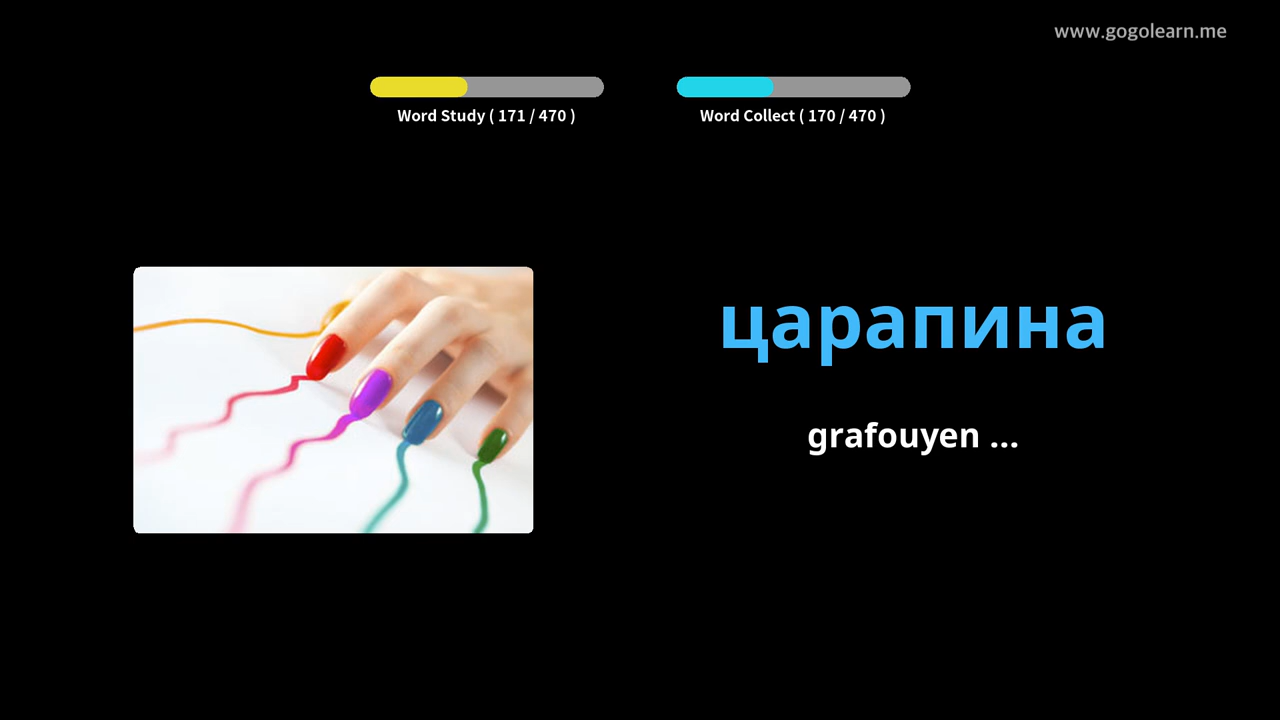 www.gogolearn.me
Word Study ( 171 / 470 )
Word Collect ( 170 / 470 )
царапина
grafouyen ...